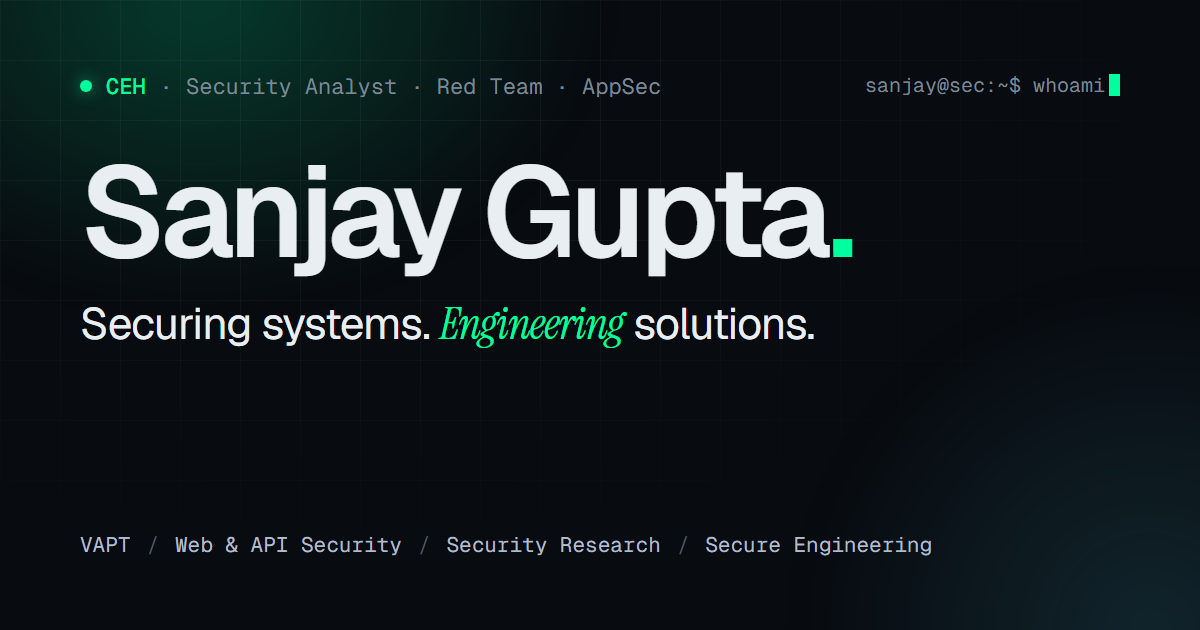 CEH · Security Analyst · Red Team · AppSec
sanjay@sec:~$ whoami
Sanjay Gupta.
Securing systems. Engineering solutions.
VAPT / Web & API Security / Security Research / Secure Engineering